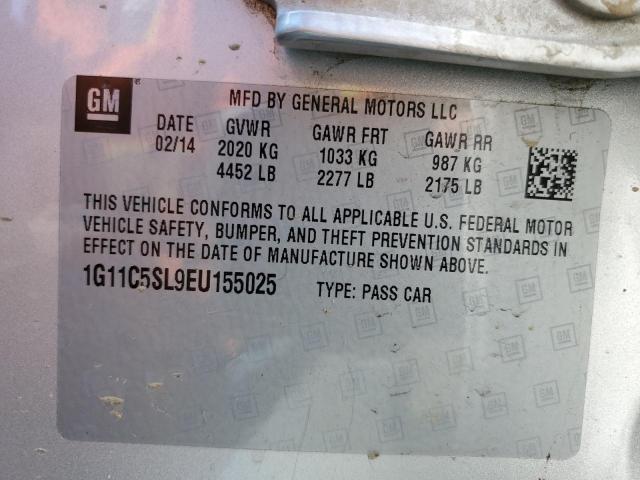 GM
MFD BY GENERAL MOTORS LLC
DATE GVWR GAWR FRT GAWR RR
02/14 2020 KG 1033 KG 987 KG
4452 LB 2277 LB 2175 LB
THIS VEHICLE CONFORMS TO ALL APPLICABLE U.S. FEDERAL MOTOR
VEHICLE SAFETY, BUMPER, AND THEFT PREVENTION STANDARDS IN
EFFECT ON THE DATE OF MANUFACTURE SHOWN ABOVE.
1G11C5SL9EU155025 TYPE: PASS CAR